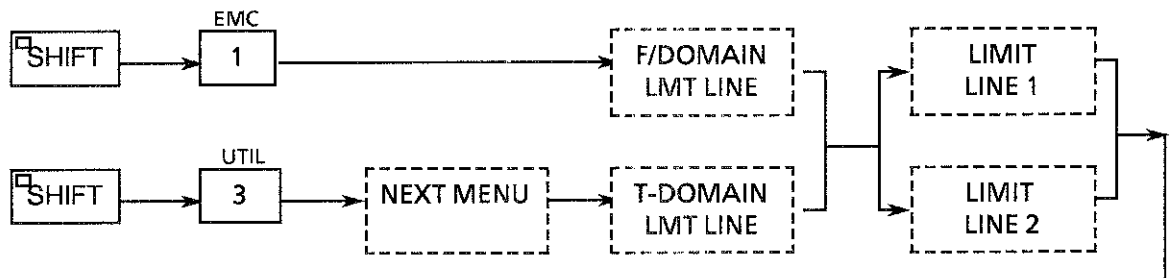 EMC
SHIFT
1
F/DOMAIN
LMT LINE
LIMIT
LINE 1
UTIL
SHIFT
3
NEXT MENU
T-DOMAIN
LMT LINE
LIMIT
LINE 2